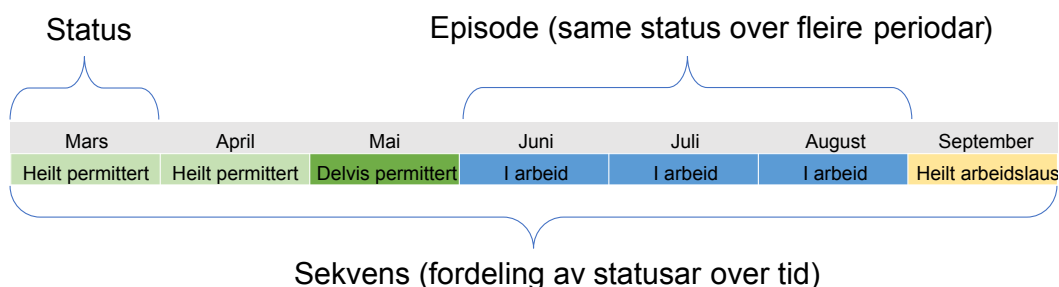 Status
Episode (same status over fleire periodar)
Mars April Mai Juni Juli August September
Heilt permittert Heilt permittert Delvis permittert I arbeid I arbeid I arbeid Heilt arbeidslaus
Sekvens (fordeling av statusar over tid)